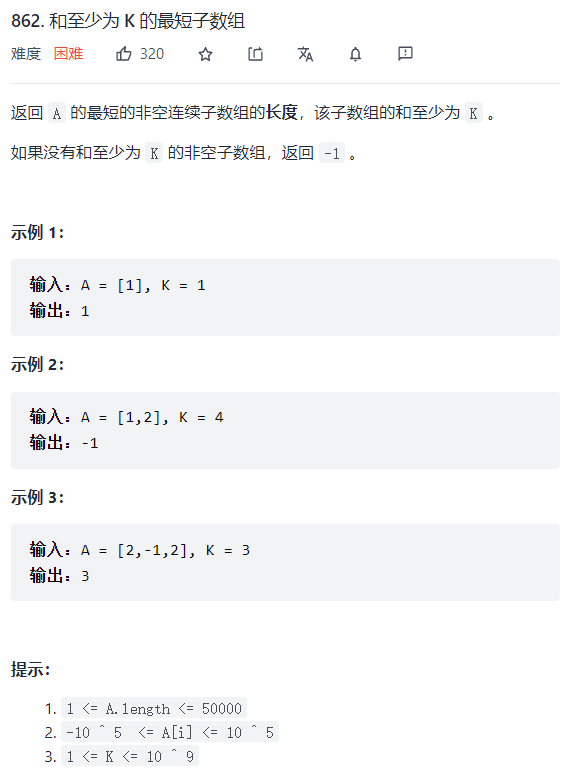 862. 和至少为 K 的最短子数组
难度 困难 320
返回 A 的最短的非空连续子数组的长度，该子数组的和至少为 K 。
如果没有和至少为 K 的非空子数组，返回 -1 。
示例 1：
输入：A = [1], K = 1
输出：1
示例 2：
输入：A = [1,2], K = 4
输出：-1
示例 3：
输入：A = [2,-1,2], K = 3
输出：3
提示：
1. 1 <= A.length <= 50000
2. -10 ^ 5 <= A[i] <= 10 ^ 5
3. 1 <= K <= 10 ^ 9